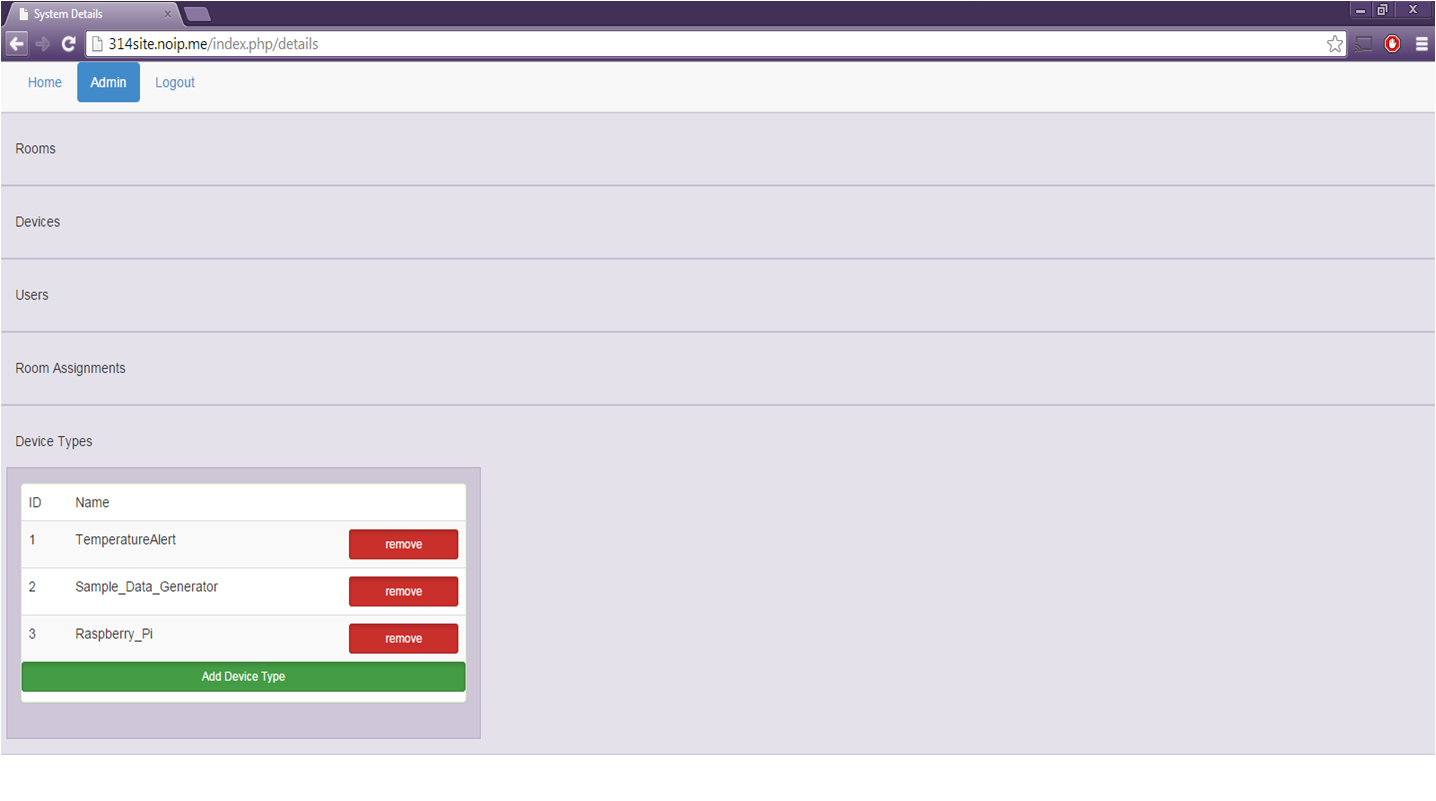 System Details
314site.noip.me/index.php/details
Home Admin Logout
Rooms
Devices
Users
Room Assignments
Device Types
ID Name
1 TemperatureAlert remove
2 Sample_Data_Generator remove
3 Raspberry_Pi remove
Add Device Type